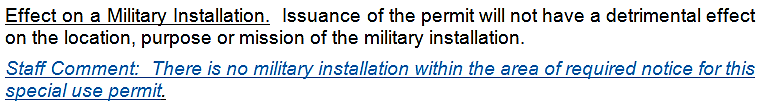 Effect on a Military Installation.  Issuance of the permit will not have a detrimental effect
on the location, purpose or mission of the military installation.
Staff Comment:  There is no military installation within the area of required notice for this
special use permit.